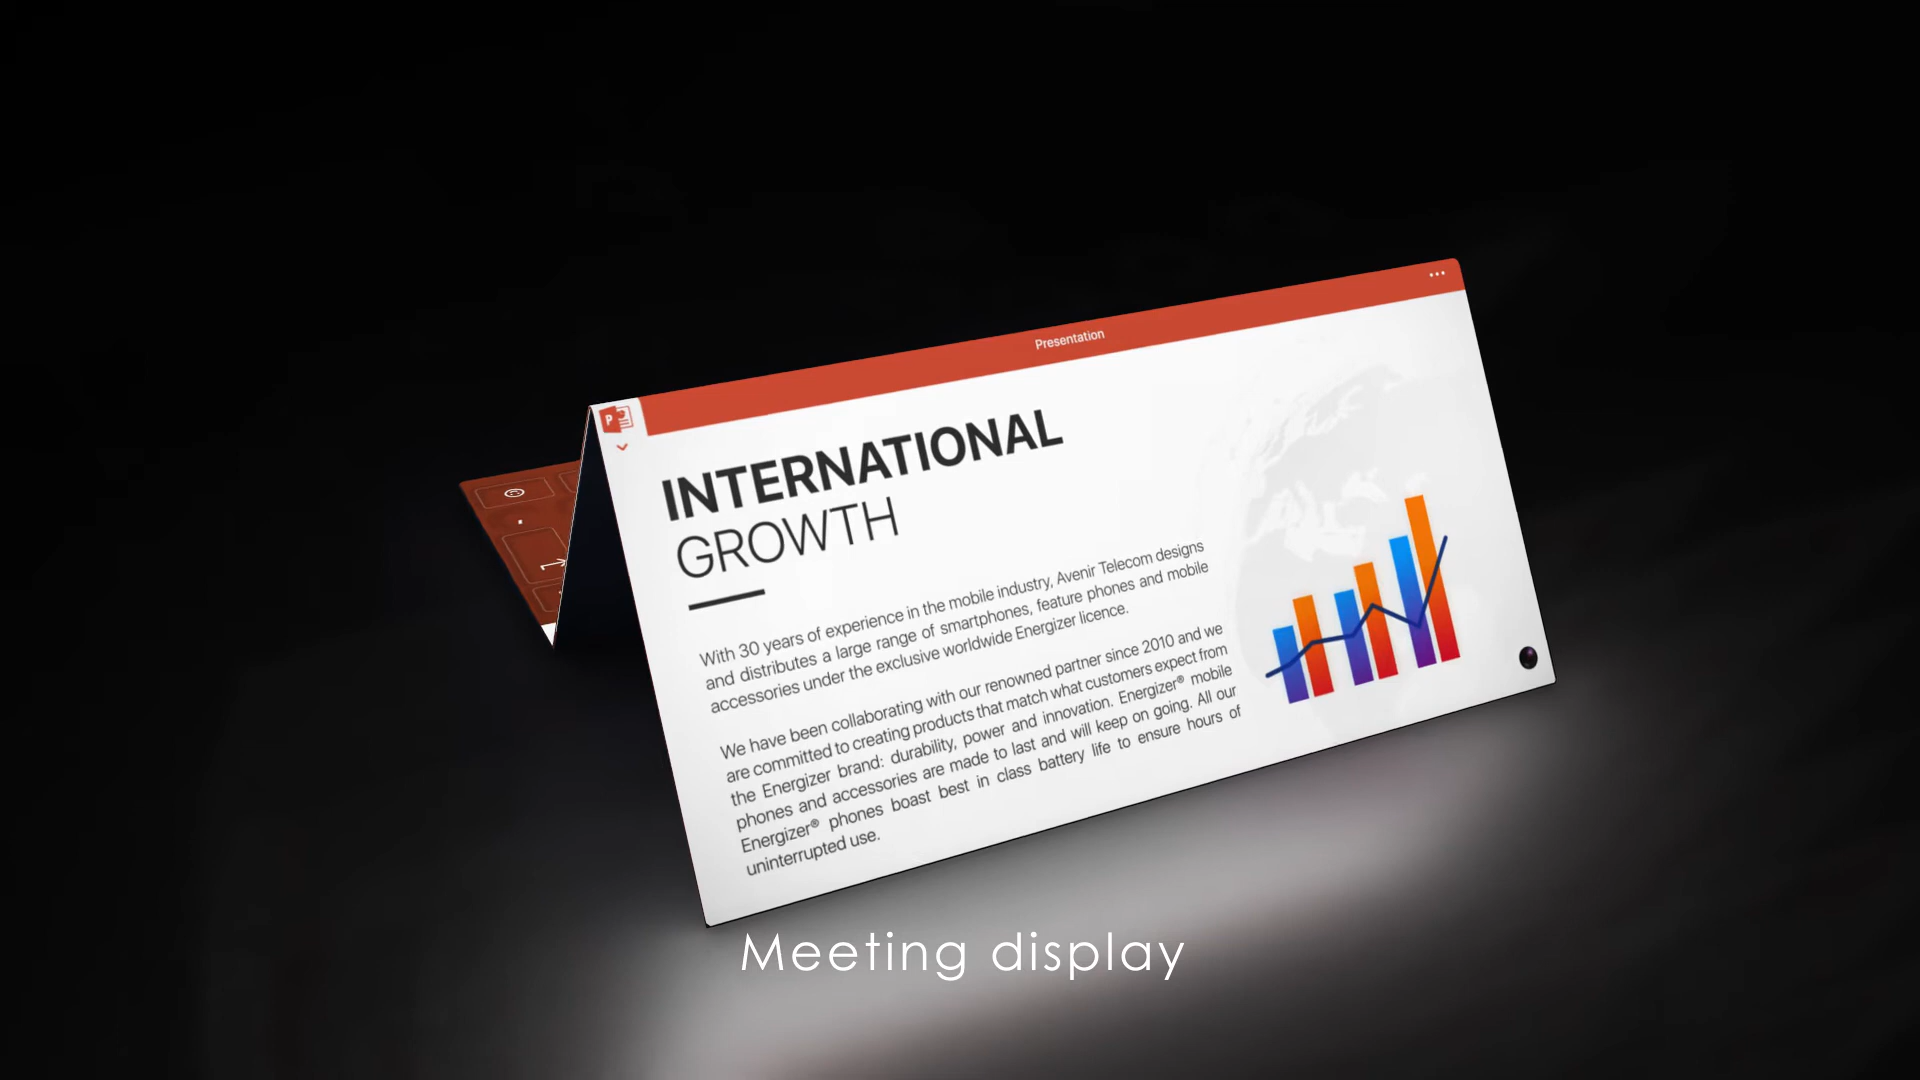 Presentation
P
INTERNATIONAL
GROWTH
With 30 years of experience in the mobile industry, Avenir Telecom designs
and distributes a large range of smartphones, feature phones and mobile
accessories under the exclusive worldwide Energizer licence.
We have been collaborating with our renowned partner since 2010 and we
are committed to creating products that match what customers expect from
the Energizer brand: durability, power and innovation. Energizer® mobile
phones and accessories are made to last and will keep on going. All our
Energizer® phones boast best in class battery life to ensure hours of
uninterrupted use.
Meeting display